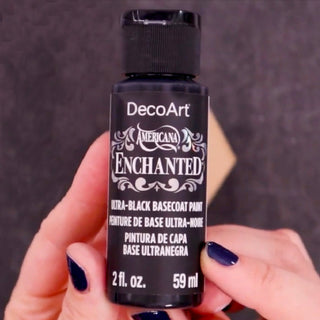 DecoArt
AMERICANA
ENCHANTED
ULTRA-BLACK BASECOAT PAINT
PEINTURE DE BASE ULTRA-NOIRE
PINTURA DE CAPA
BASE ULTRANEGRA
2 fl. oz. 59 ml